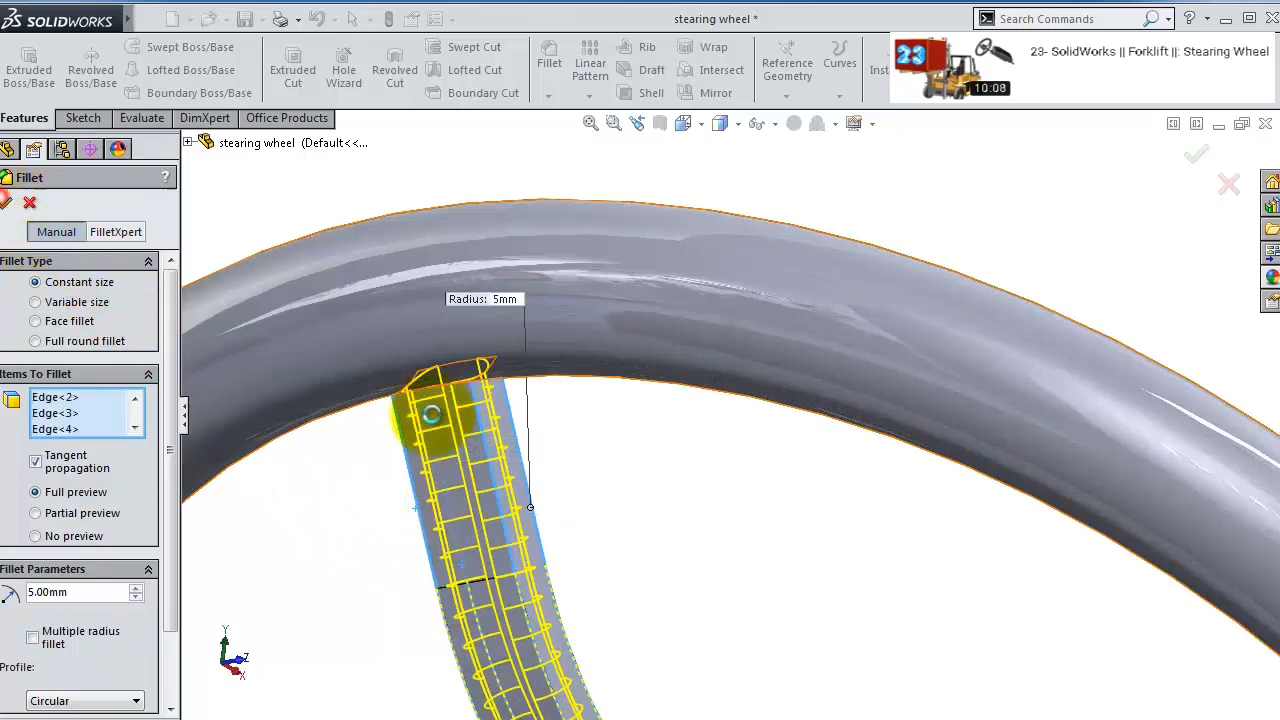 SOLIDWORKS
stearing wheel *
Search Commands
?
Extruded Boss/Base
Revolved Boss/Base
Swept Boss/Base
Lofted Boss/Base
Boundary Boss/Base
Extruded Cut
Hole Wizard
Revolved Cut
Swept Cut
Lofted Cut
Boundary Cut
Fillet
Linear Pattern
Rib
Draft
Shell
Wrap
Intersect
Mirror
Reference Geometry
Curves
Inst
23
23- SolidWorks || Forklift ||: Stearing Wheel
10:08
Features
Sketch
Evaluate
DimXpert
Office Products
stearing wheel (Default<<...
Fillet
?
Manual
FilletXpert
Fillet Type
Constant size
Variable size
Face fillet
Full round fillet
Items To Fillet
Edge<2>
Edge<3>
Edge<4>
Tangent
propagation
Full preview
Partial preview
No preview
Fillet Parameters
5.00mm
Multiple radius
fillet
Profile:
Circular
Radius: 5mm
Y
Z
X